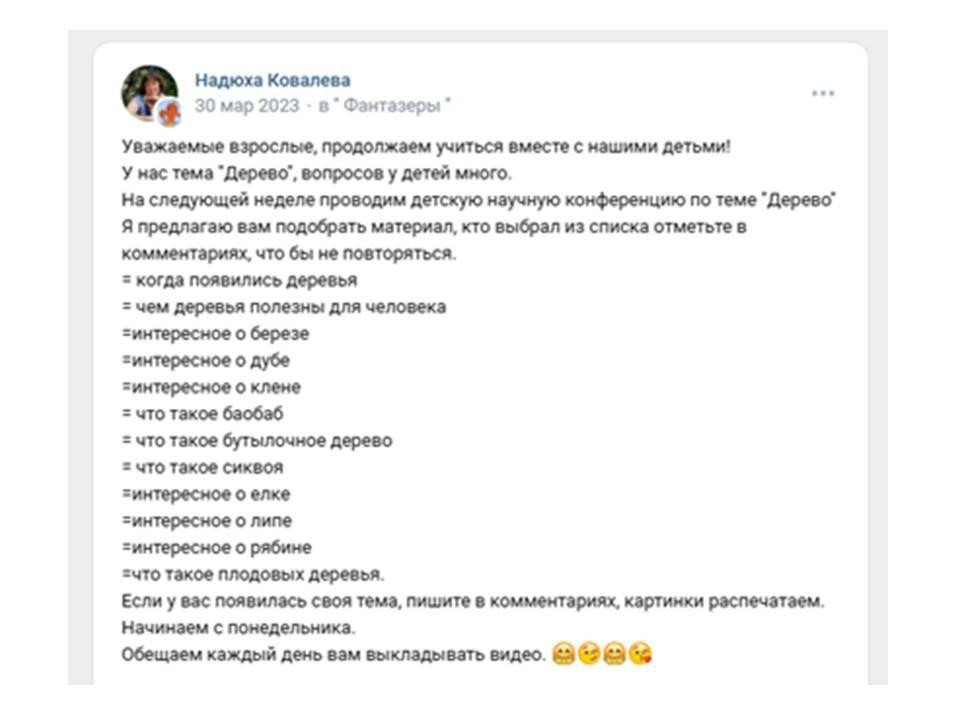 Надюха Ковалева
30 мар 2023 · в " Фантазеры "
Уважаемые взрослые, продолжаем учиться вместе с нашими детьми!
У нас тема "Дерево", вопросов у детей много.
На следующей неделе проводим детскую научную конференцию по теме "Дерево"
Я предлагаю вам подобрать материал, кто выбрал из списка отметьте в
комментариях, что бы не повторяться.
= когда появились деревья
= чем деревья полезны для человека
=интересное о березе
=интересное о дубе
=интересное о клене
= что такое баобаб
= что такое бутылочное дерево
= что такое сиквоя
=интересное о елке
=интересное о липе
=интересное о рябине
=что такое плодовых деревья.
Если у вас появилась своя тема, пишите в комментариях, картинки распечатаем.
Начинаем с понедельника.
Обещаем каждый день вам выкладывать видео. 🤗😏🤗😘